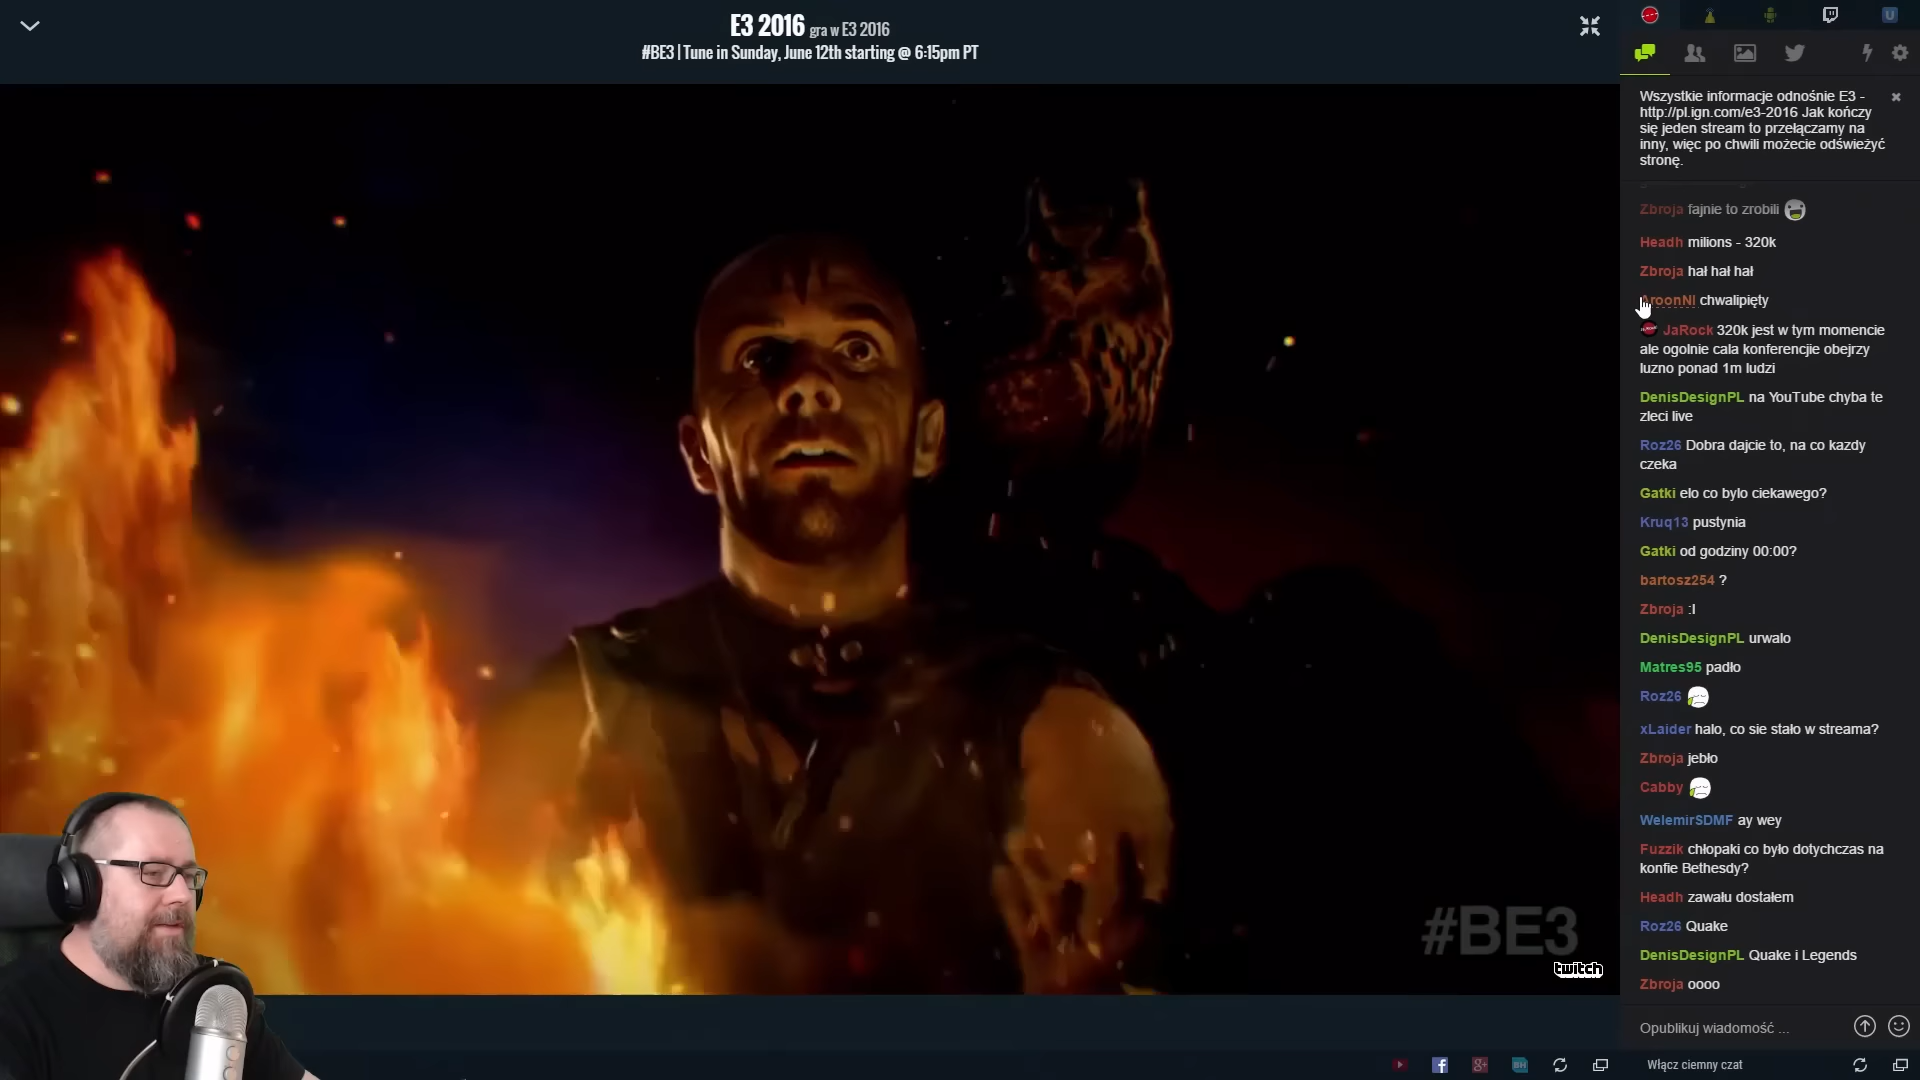 E3 2016 gra w E3 2016
#BE3 | Tune in Sunday, June 12th starting @ 6:15pm PT
#BE3
twitch
Wszystkie informacje odnośnie E3 -
http://pl.ign.com/e3-2016 Jak kończy
się jeden stream to przełączamy na
inny, więc po chwili możecie odświeżyć
stronę.
Zbroja fajnie to zrobili
Headh milions - 320k
Zbroja hał hał hał
AroonNl chwalipięty
JaRock 320k jest w tym momencie
ale ogolnie cala konferencjie obejrzy
luzno ponad 1m ludzi
DenisDesignPL na YouTube chyba te
zleci live
Roz26 Dobra dajcie to, na co kazdy
czeka
Gatki elo co bylo ciekawego?
Kruq13 pustynia
Gatki od godziny 00:00?
bartosz254 ?
Zbroja :l
DenisDesignPL urwalo
Matres95 padło
Roz26
xLaider halo, co sie stało w streama?
Zbroja jebło
Cabby
WelemirSDMF ay wey
Fuzzik chłopaki co było dotychczas na
konfie Bethesdy?
Headh zawału dostałem
Roz26 Quake
DenisDesignPL Quake i Legends
Zbroja oooo
Opublikuj wiadomość ...
Włącz ciemny czat